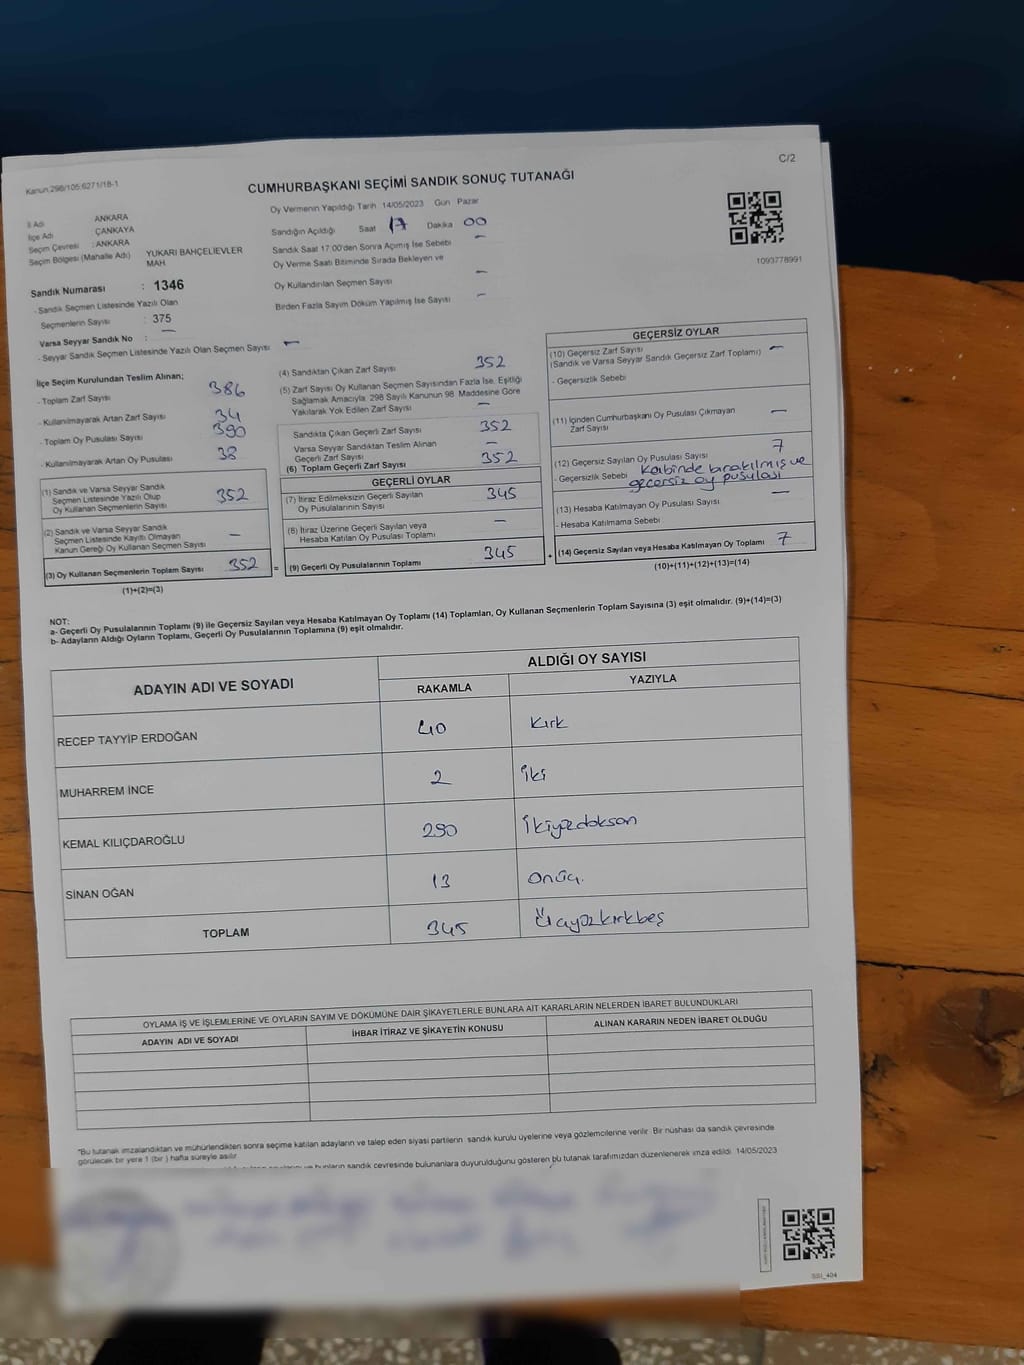 Kanun:298/105:6271/18-1
C/2
CUMHURBAŞKANI SEÇİMİ SANDIK SONUÇ TUTANAĞI
İl Adı ANKARA
İlçe Adı ÇANKAYA
Seçim Çevresi : ANKARA
Seçim Bölgesi (Mahalle Adı) YUKARI BAHÇELİEVLER MAH
Sandık Numarası : 1346
- Sandık Seçmen Listesinde Yazılı Olan
Seçmenlerin Sayısı : 375
Varsa Seyyar Sandık No : —
- Seyyar Sandık Seçmen Listesinde Yazılı Olan Seçmen Sayısı —
Oy Vermenin Yapıldığı Tarih 14/05/2023 Gün Pazar
Sandığın Açıldığı Saat 17 Dakika 00
Sandık Saat 17:00'den Sonra Açımış İse Sebebi —
Oy Verme Saati Bitiminde Sırada Bekleyen ve
Oy Kullandırılan Seçmen Sayısı —
Birden Fazla Sayım Döküm Yapılmış İse Sayısı —
1093778991
İlçe Seçim Kurulundan Teslim Alınan;
- Toplam Zarf Sayısı 386
- Kullanılmayarak Artan Zarf Sayısı 34
- Toplam Oy Pusulası Sayısı 390
- Kullanılmayarak Artan Oy Pusulası 38
(1) Sandık ve Varsa Seyyar Sandık
Seçmen Listesinde Yazılı Olup
Oy Kullanan Seçmenlerin Sayısı 352
(2) Sandık ve Varsa Seyyar Sandık
Seçmen Listesinde Kayıtlı Olmayan
Kanun Gereği Oy Kullanan Seçmen Sayısı —
(3) Oy Kullanan Seçmenlerin Toplam Sayısı 352 =
(1)+(2)=(3)
(4) Sandıktan Çıkan Zarf Sayısı 352
(5) Zarf Sayısı Oy Kullanan Seçmen Sayısından Fazla İse, Eşitliği
Sağlamak Amacıyla, 298 Sayılı Kanunun 98. Maddesine Göre
Yakılarak Yok Edilen Zarf Sayısı —
Sandıkta Çıkan Geçerli Zarf Sayısı 352
Varsa Seyyar Sandıktan Teslim Alınan
Geçerli Zarf Sayısı —
(6) Toplam Geçerli Zarf Sayısı 352
GEÇERLİ OYLAR
(7) İtiraz Edilmeksizin Geçerli Sayılan
Oy Pusulalarının Sayısı 345
(8) İtiraz Üzerine Geçerli Sayılan veya
Hesaba Katılan Oy Pusulası Toplamı —
(9) Geçerli Oy Pusulalarının Toplamı 345 +
GEÇERSİZ OYLAR
(10) Geçersiz Zarf Sayısı
(Sandık ve Varsa Seyyar Sandık Geçersiz Zarf Toplamı) —
- Geçersizlik Sebebi
(11) İçinden Cumhurbaşkanı Oy Pusulası Çıkmayan
Zarf Sayısı —
(12) Geçersiz Sayılan Oy Pusulası Sayısı 7
- Geçersizlik Sebebi kabinde bırakılmış ve
geçersiz oy pusulası
(13) Hesaba Katılmayan Oy Pusulası Sayısı —
- Hesaba Katılmama Sebebi
(14) Geçersiz Sayılan veya Hesaba Katılmayan Oy Toplamı 7
(10)+(11)+(12)+(13)=(14)
NOT:
a- Geçerli Oy Pusulalarının Toplamı (9) ile Geçersiz Sayılan veya Hesaba Katılmayan Oy Toplamı (14) Toplamları, Oy Kullanan Seçmenlerin Toplam Sayısına (3) eşit olmalıdır. (9)+(14)=(3)
b- Adayların Aldığı Oyların Toplamı, Geçerli Oy Pusulalarının Toplamına (9) eşit olmalıdır.
ADAYIN ADI VE SOYADI ALDIĞI OY SAYISI
RAKAMLA YAZIYLA
RECEP TAYYİP ERDOĞAN 40 Kırk
MUHARREM İNCE 2 İki
KEMAL KILIÇDAROĞLU 290 İkiyüzdoksan
SİNAN OĞAN 13 Onüç.
TOPLAM 345 Üçyüzkırkbeş
OYLAMA İŞ VE İŞLEMLERİNE VE OYLARIN SAYIM VE DÖKÜMÜNE DAİR ŞİKAYETLERLE BUNLARA AİT KARARLARIN NELERDEN İBARET BULUNDUKLARI
ADAYIN ADI VE SOYADI İHBAR İTİRAZ VE ŞİKAYETİN KONUSU ALINAN KARARIN NEDEN İBARET OLDUĞU
"Bu tutanak imzalandıktan ve mühürlendikten sonra seçime katılan adayların ve talep eden siyasi partilerin sandık kurulu üyelerine veya gözlemcilerine verilir. Bir nüshası da sandık çevresinde
görülecek bir yere 1 (bir ) hafta süreyle asılır
ve bunların sandık çevresinde bulunanlara duyurulduğunu gösteren bu tutanak tarafımızdan düzenlenerek imza edildi. 14/05/2023
SSI_404